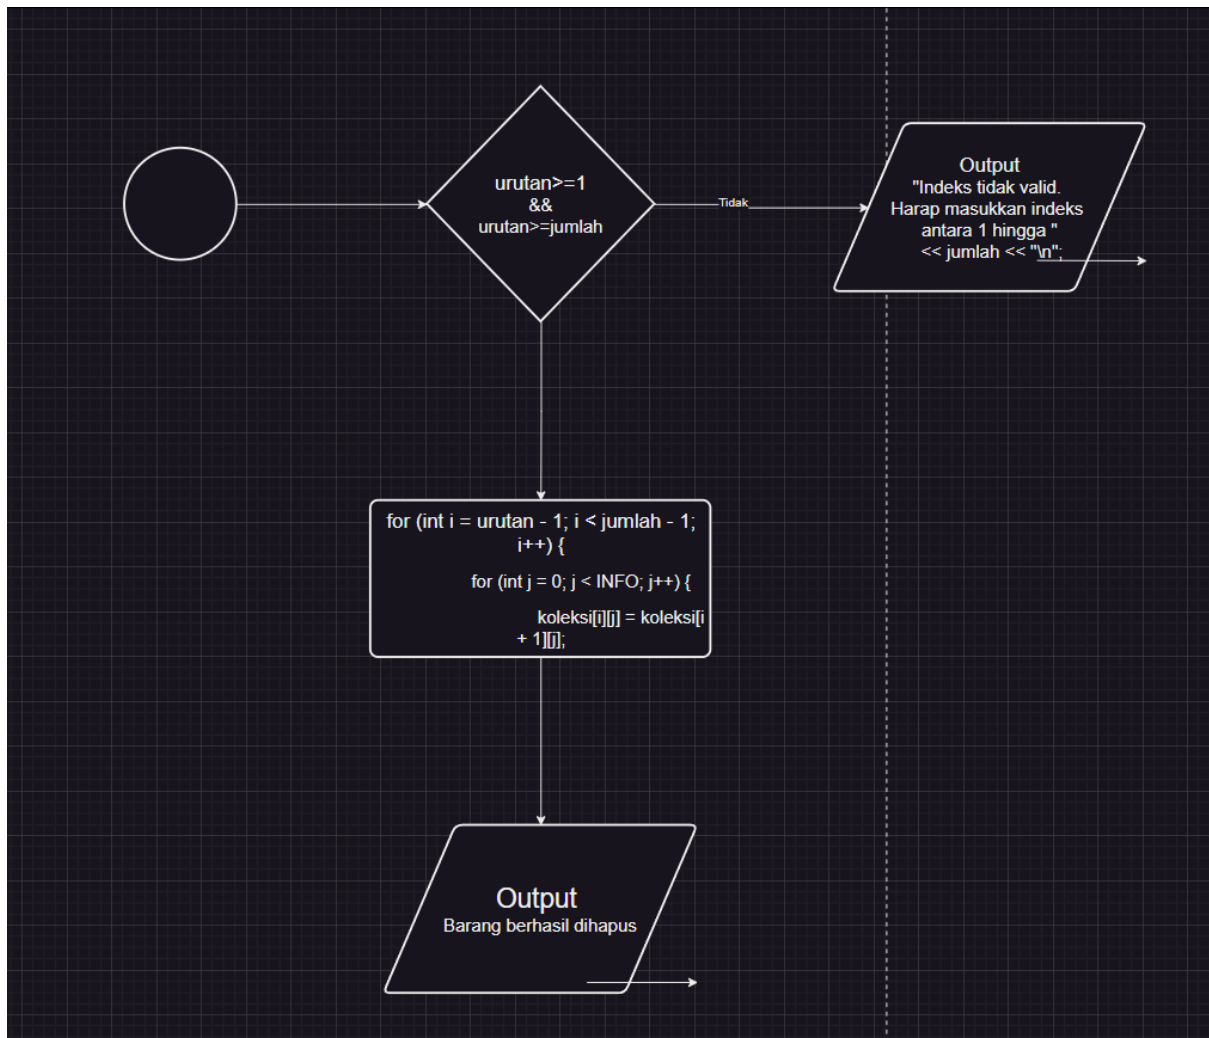 urutan>=1
&&
urutan>=jumlah
Tidak
Output
"Indeks tidak valid.
Harap masukkan indeks
antara 1 hingga "
<< jumlah << "\n";
for (int i = urutan - 1; i < jumlah - 1;
i++) {
for (int j = 0; j < INFO; j++) {
koleksi[i][j] = koleksi[i
+ 1][j];
Output
Barang berhasil dihapus